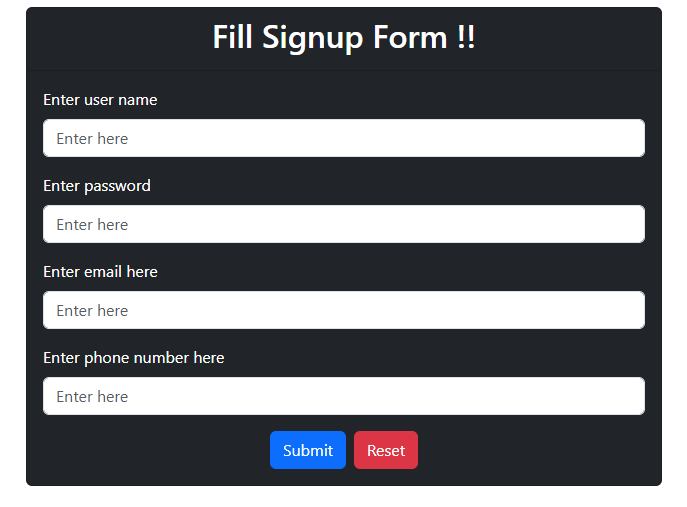 Fill Signup Form !!
Enter user name
Enter here
Enter password
Enter here
Enter email here
Enter here
Enter phone number here
Enter here
Submit Reset